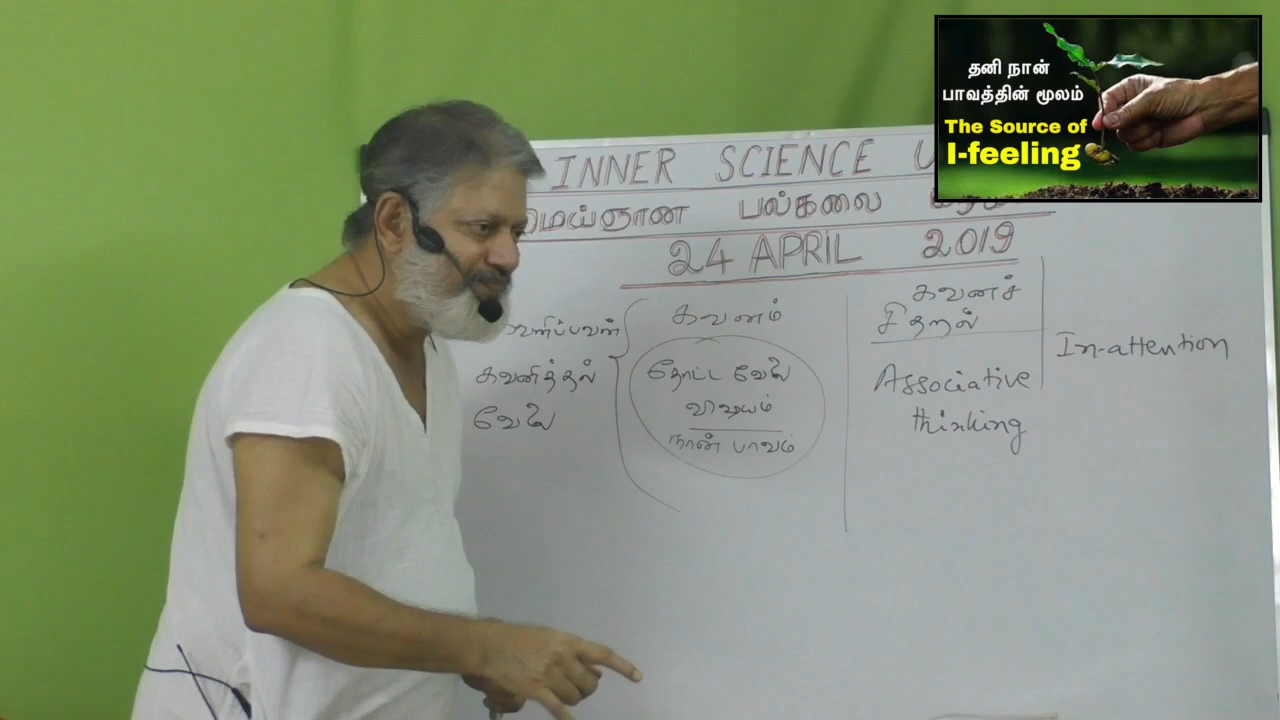 தனி நான்
பாவத்தின் மூலம்
The Source of
I-feeling
INNER SCIENCE U
மெய்ஞான பல்கலை
24 APRIL 2019
கவனித்தல்
வேலை
கவனம்
தோட்ட வேலை
விஷயம்
நான் பாவம்
கவனச்
சிதறல்
Associative
thinking
In-attention